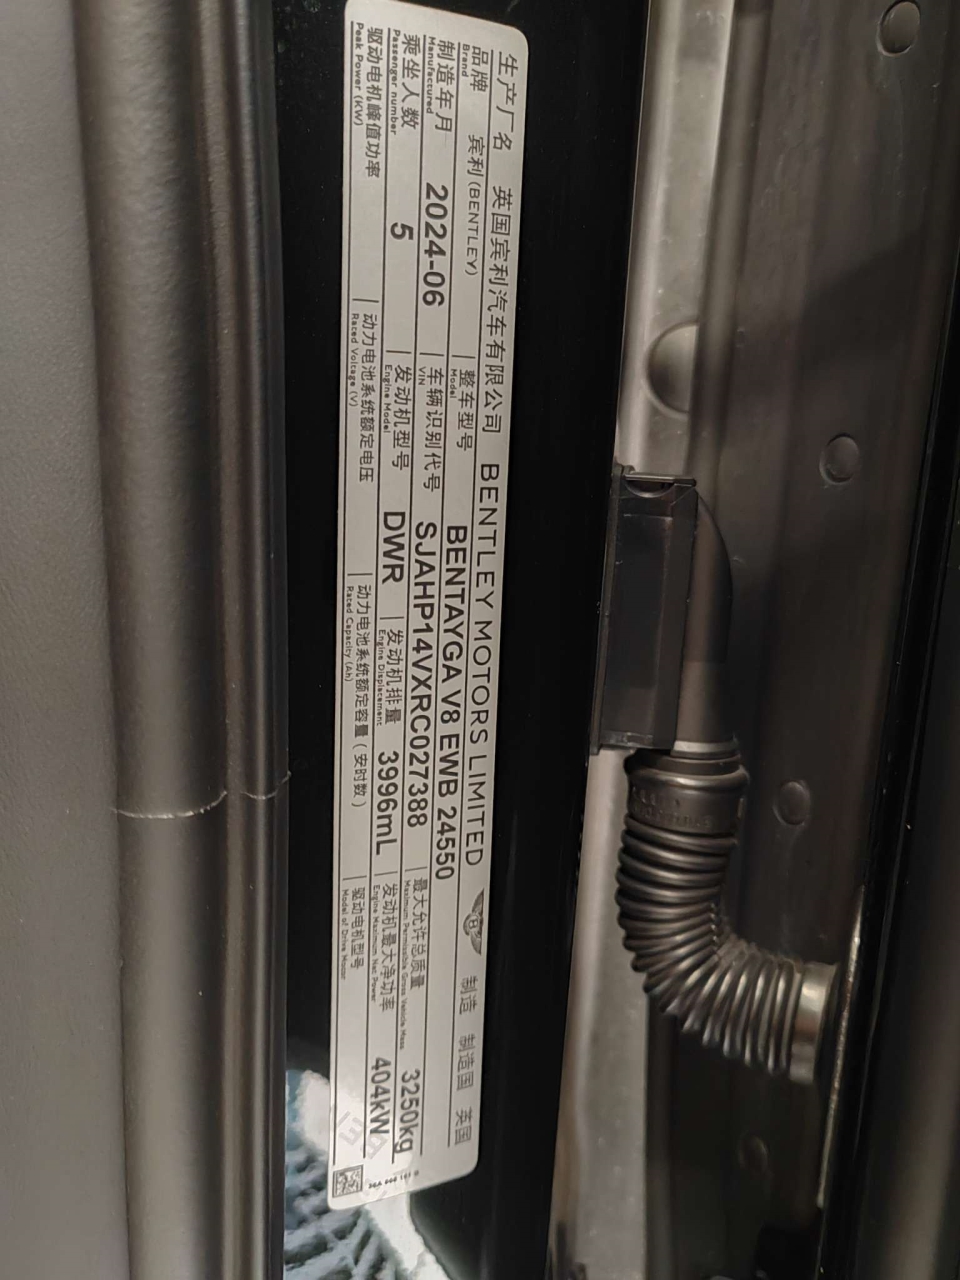 生产厂名 英国宾利汽车有限公司 BENTLEY MOTORS LIMITED 制造 制造国 英国
品牌 宾利(BENTLEY) 整车型号 BENTAYGA V8 EWB 24550
Brand Model
制造年月 2024-06 车辆识别代号 SJAHP14VXRC027388 最大允许总质量 3250kg
Manufactured VIN Maximum Permissible Gross Vehicle Mass
乘坐人数 5 发动机型号 DWR 发动机排量 3996mL 发动机最大净功率 404kW
Passenger number Engine Model Engine Displacement Engine Maximum Net Power
驱动电机峰值功率 动力电池系统额定电压 动力电池系统额定容量(安时数) 驱动电机型号
Peak Power (KW) Rated Voltage (V) Rated Capacity (Ah) Model of Drive Motor